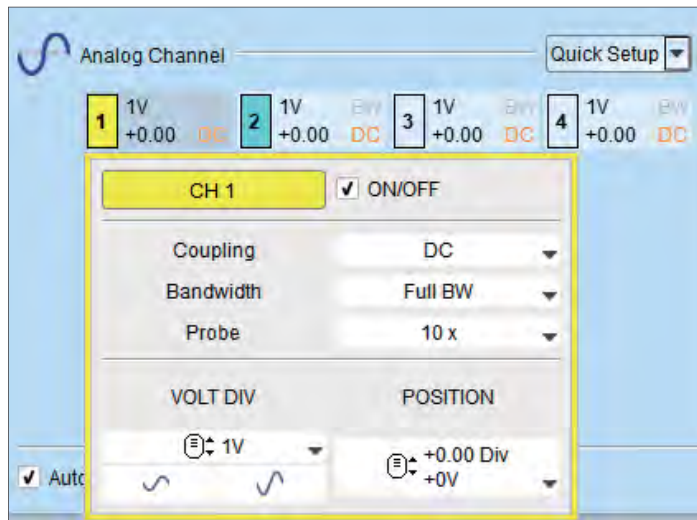 Analog Channel
Quick Setup
1 1V
+0.00 DC
2 1V BW
+0.00 DC
3 1V BW
+0.00 DC
4 1V BW
+0.00 DC
CH 1
ON/OFF
Coupling DC
Bandwidth Full BW
Probe 10 x
VOLT DIV POSITION
1V
+0.00 Div
+0V
Auto